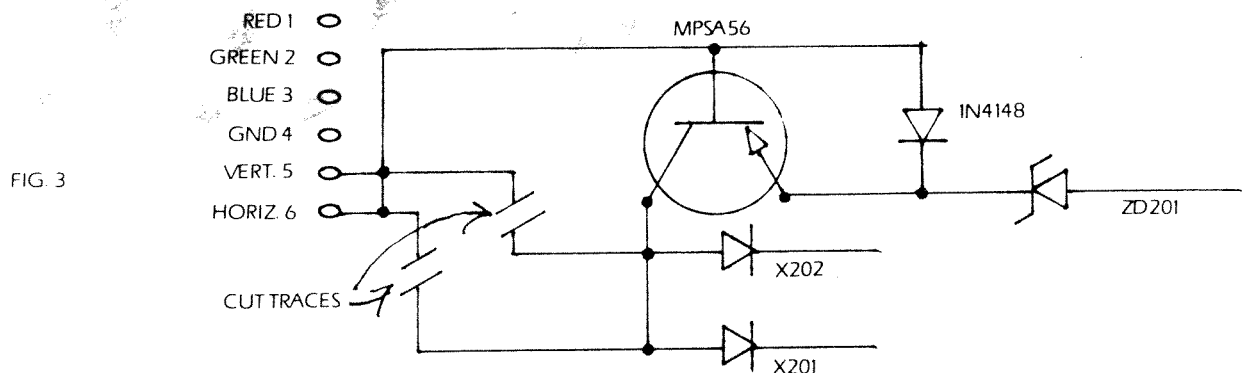 RED 1
MPSA56
GREEN 2
BLUE 3
1N4148
GND 4
FIG. 3
VERT. 5
HORIZ. 6
ZD201
X202
CUT TRACES
X201